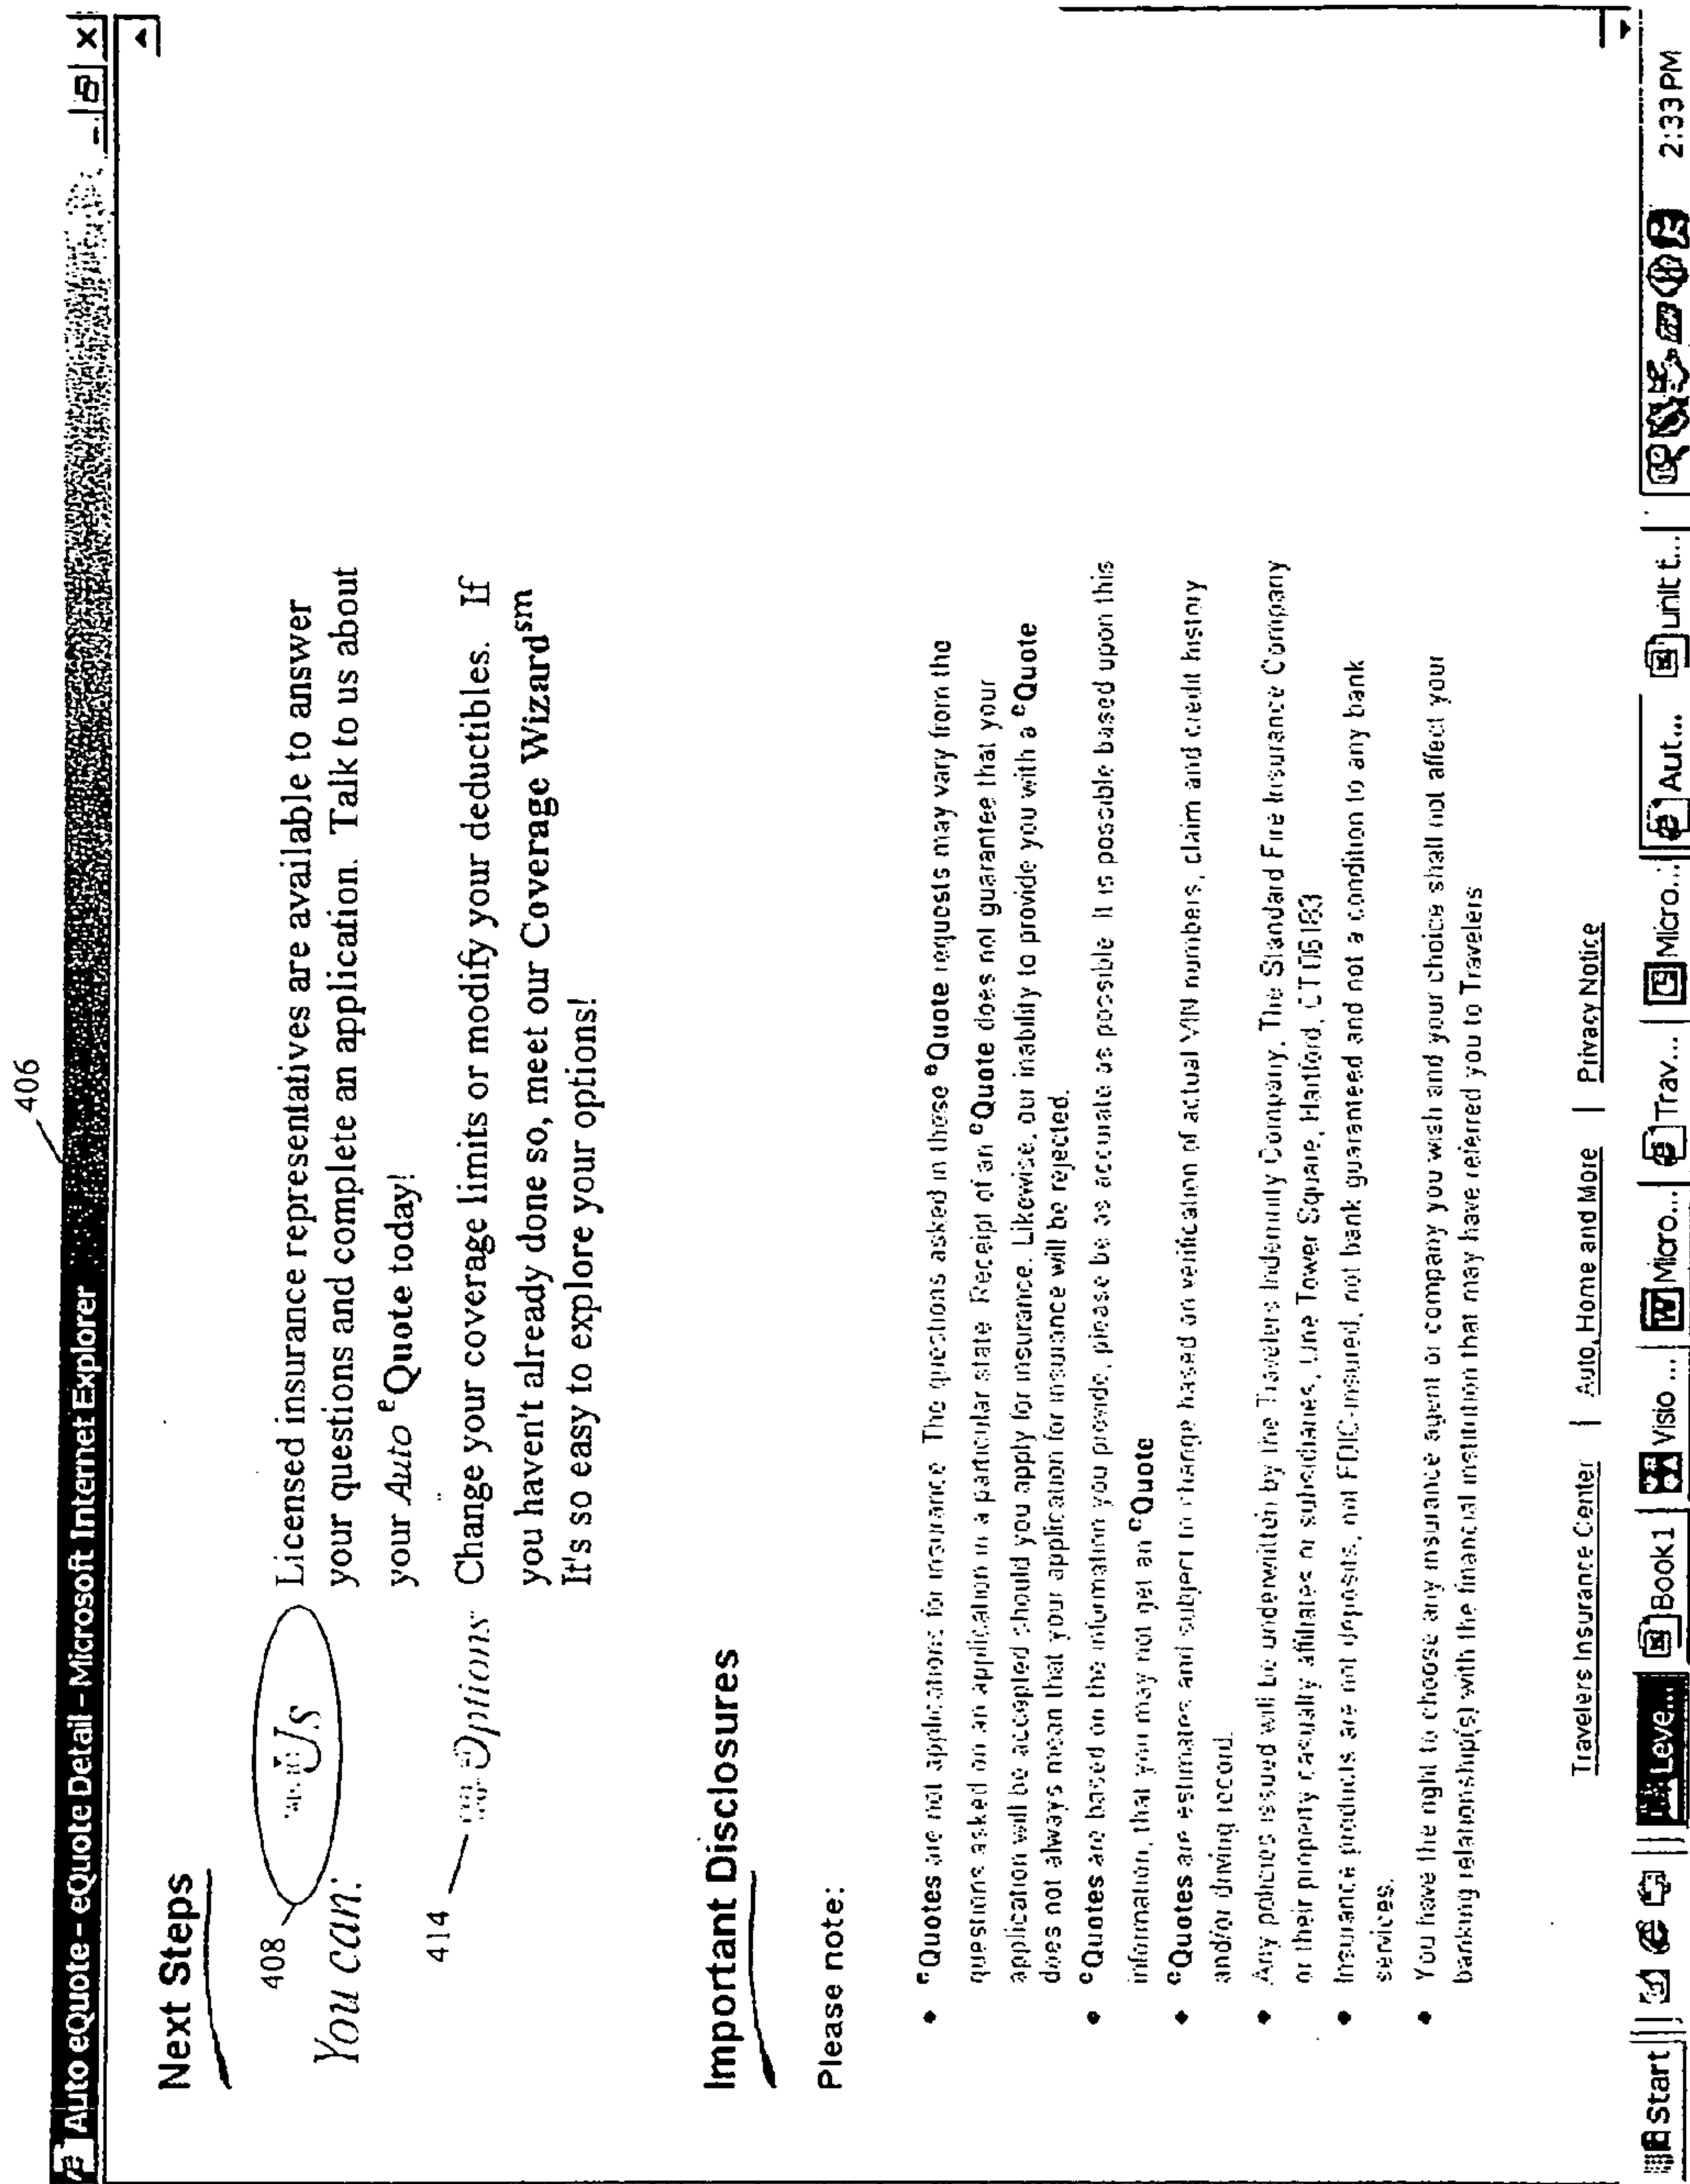 406
Auto eQuote - eQuote Detail - Microsoft Internet Explorer
Next Steps
408
You can:
Us
Licensed insurance representatives are available to answer
your questions and complete an application. Talk to us about
your Auto eQuote today!
414
Options
Change your coverage limits or modify your deductibles. If
you haven't already done so, meet our Coverage Wizardsm
It's so easy to explore your options!
Important Disclosures
Please note:
• eQuotes are not applications for insurance. The questions asked in these eQuote requests may vary from the
questions asked on an application in a particular state. Receipt of an eQuote does not guarantee that your
application will be accepted should you apply for insurance. Likewise, our inability to provide you with a eQuote
does not always mean that your application for insurance will be rejected.
• eQuotes are based on the information you provide, please be as accurate as possible. It is possible based upon this
information, that you may not get an eQuote
• eQuotes are estimates and subject to change based on verification of actual VIN numbers, claim and credit history
and/or driving record.
• Any policies issued will be underwritten by the Travelers Indemnity Company, The Standard Fire Insurance Company
or their property casualty affiliates or subsidiaries, One Tower Square, Hartford, CT 06183
• Insurance products are not deposits, not FDIC-insured, not bank guaranteed and not a condition to any bank
services.
• You have the right to choose any insurance agent or company you wish and your choice shall not affect your
banking relationship(s) with the financial institution that may have referred you to Travelers
Travelers Insurance Center | Auto, Home and More | Privacy Notice
Start Leve... Book1 Visio ... Micro... Trav... Micro... Aut... unit t... 2:33 PM